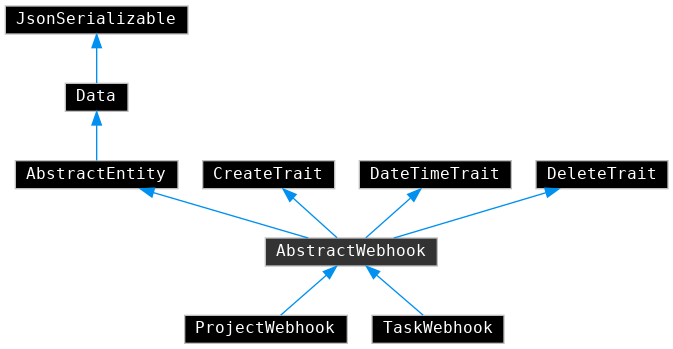 JsonSerializable
Data
AbstractEntity
CreateTrait
DateTimeTrait
DeleteTrait
AbstractWebhook
ProjectWebhook
TaskWebhook